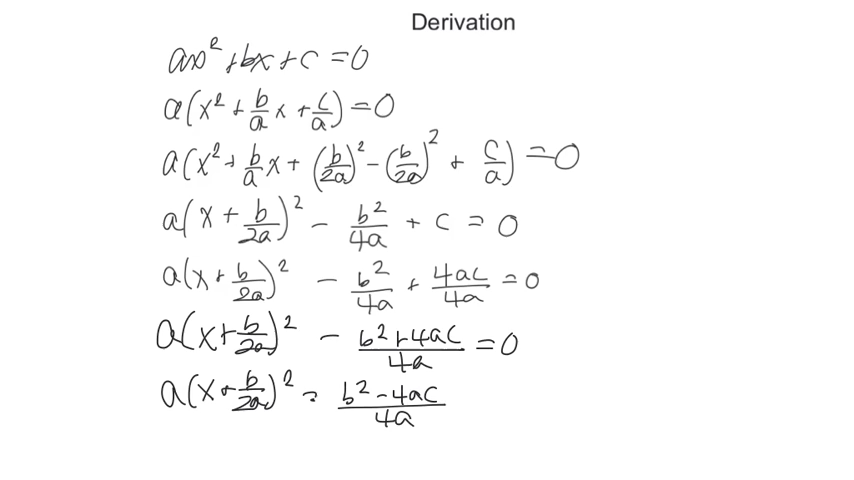 Derivation
ax² + bx + c = 0
a(x² + b/a x + c/a) = 0
a(x² + b/a x + (b/2a)² - (b/2a)² + c/a) = 0
a(x + b/2a)² - b²/4a + c = 0
a(x + b/2a)² - b²/4a + 4ac/4a = 0
a(x + b/2a)² - b² + 4ac/4a = 0
a(x + b/2a)² = b² - 4ac/4a